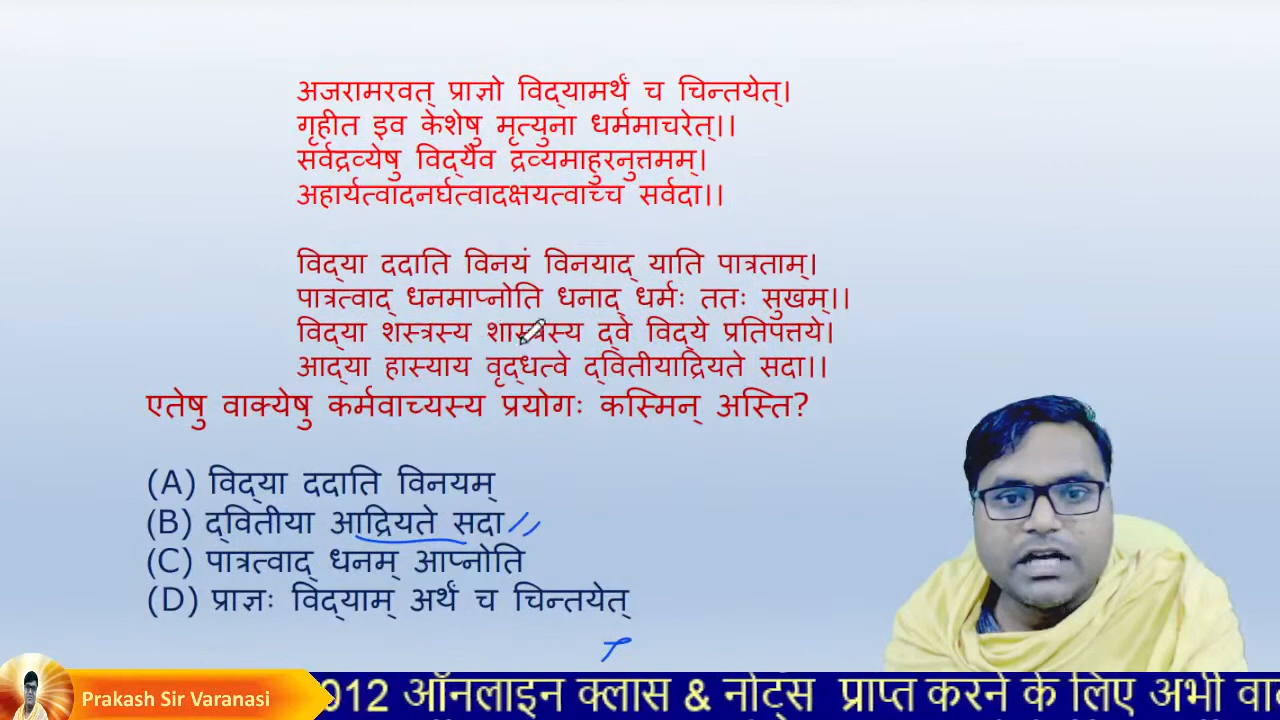 अजरामरवत् प्राज्ञो विद्यामर्थं च चिन्तयेत्।
गृहीत इव केशेषु मृत्युना धर्ममाचरेत्।।
सर्वद्रव्येषु विद्यैव द्रव्यमाहुरनुत्तमम्।
अहार्यत्वादनर्घत्वादक्षयत्वाच्च सर्वदा।।
विद्या ददाति विनयं विनयाद् याति पात्रताम्।
पात्रत्वाद् धनमाप्नोति धनाद् धर्मः ततः सुखम्।।
विद्या शस्त्रस्य शास्त्रस्य द्वे विद्ये प्रतिपत्तये।
आद्या हास्याय वृद्धत्वे द्वितीयाद्रियते सदा।।
एतेषु वाक्येषु कर्मवाच्यस्य प्रयोगः कस्मिन् अस्ति?
(A) विद्या ददाति विनयम्
(B) द्वितीया आद्रियते सदा
(C) पात्रत्वाद् धनम् आप्नोति
(D) प्राज्ञः विद्याम् अर्थं च चिन्तयेत्
Prakash Sir Varanasi
012 ऑनलाइन क्लास & नोट्स प्राप्त करने के लिए अभी